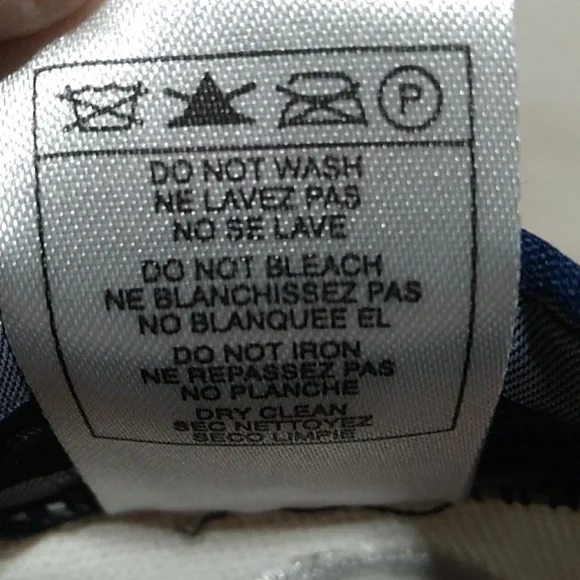 P
DO NOT WASH
NE LAVEZ PAS
NO SE LAVE
DO NOT BLEACH
NE BLANCHISSEZ PAS
NO BLANQUEE EL
DO NOT IRON
NE REPASSEZ PAS
NO PLANCHE
DRY CLEAN
SEC NETTOYEZ
SECO LIMPIE